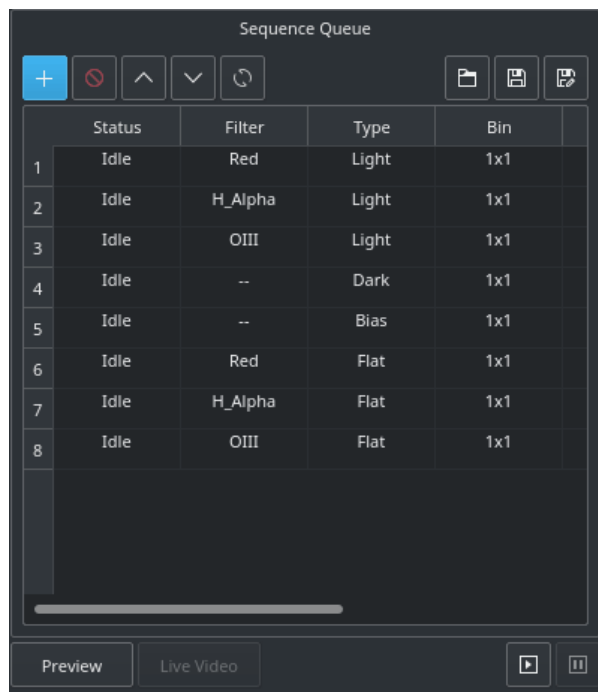 Sequence Queue
Status Filter Type Bin
1 Idle Red Light 1x1
2 Idle H_Alpha Light 1x1
3 Idle OIII Light 1x1
4 Idle -- Dark 1x1
5 Idle -- Bias 1x1
6 Idle Red Flat 1x1
7 Idle H_Alpha Flat 1x1
8 Idle OIII Flat 1x1
Preview Live Video